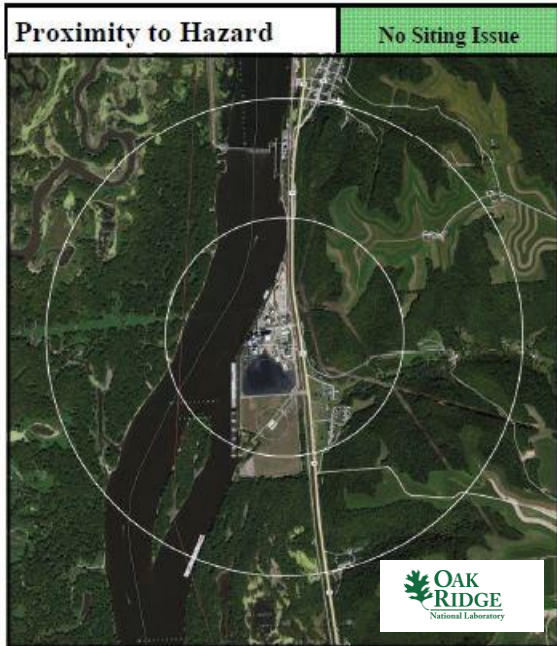 Proximity to Hazard
No Siting Issue
OAK
RIDGE
National Laboratory